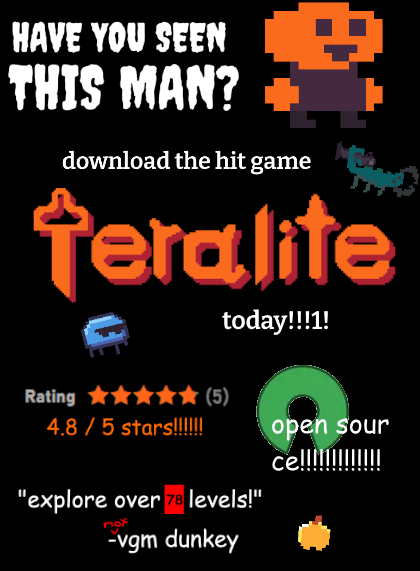 HAVE YOU SEEN
THIS MAN?
download the hit game
teralite
today!!!1!
Rating (5)
4.8 / 5 stars!!!!!!
open sour
ce!!!!!!!!!!!!!
"explore over 78 levels!"
not
-vgm dunkey